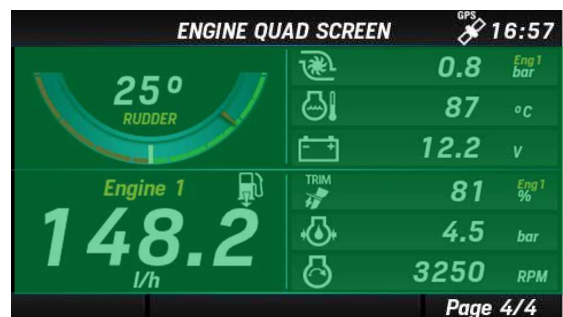 ENGINE QUAD SCREEN GPS 16:57
25º
RUDDER
0.8 Eng1 bar
87 °C
12.2 V
Engine 1
148.2
l/h
TRIM 81 Eng1 %
4.5 bar
3250 RPM
Page 4/4